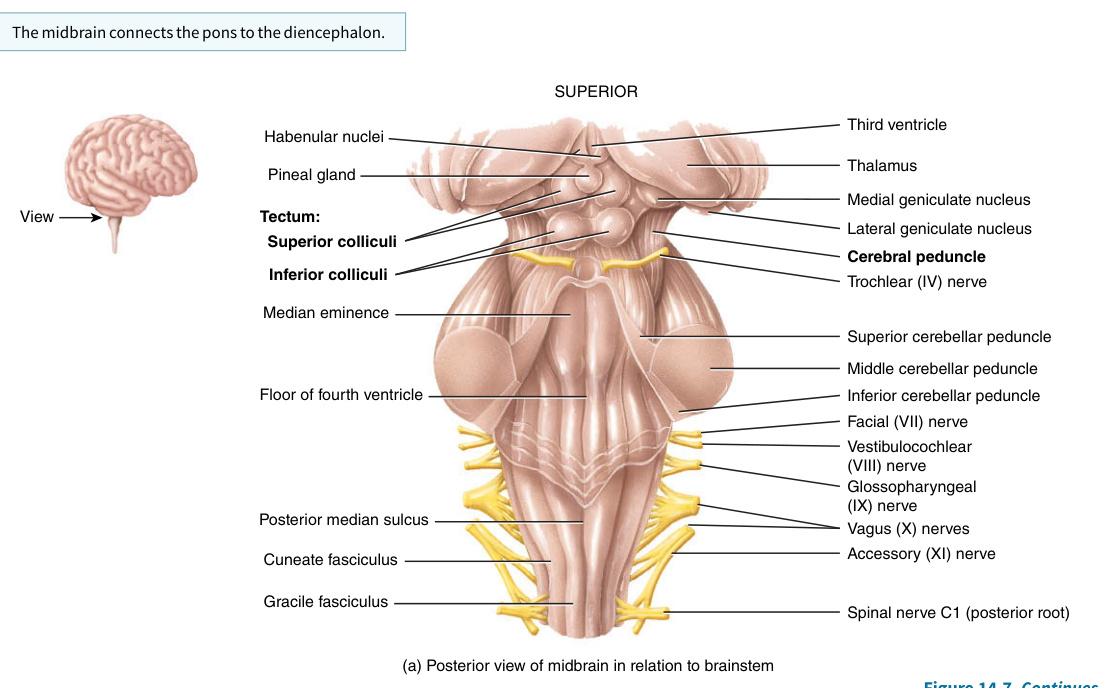 The midbrain connects the pons to the diencephalon.
SUPERIOR
View
Habenular nuclei
Pineal gland
Tectum:
Superior colliculi
Inferior colliculi
Median eminence
Floor of fourth ventricle
Posterior median sulcus
Cuneate fasciculus
Gracile fasciculus
Third ventricle
Thalamus
Medial geniculate nucleus
Lateral geniculate nucleus
Cerebral peduncle
Trochlear (IV) nerve
Superior cerebellar peduncle
Middle cerebellar peduncle
Inferior cerebellar peduncle
Facial (VII) nerve
Vestibulocochlear
(VIII) nerve
Glossopharyngeal
(IX) nerve
Vagus (X) nerves
Accessory (XI) nerve
Spinal nerve C1 (posterior root)
(a) Posterior view of midbrain in relation to brainstem
Figure 14.7 Continues